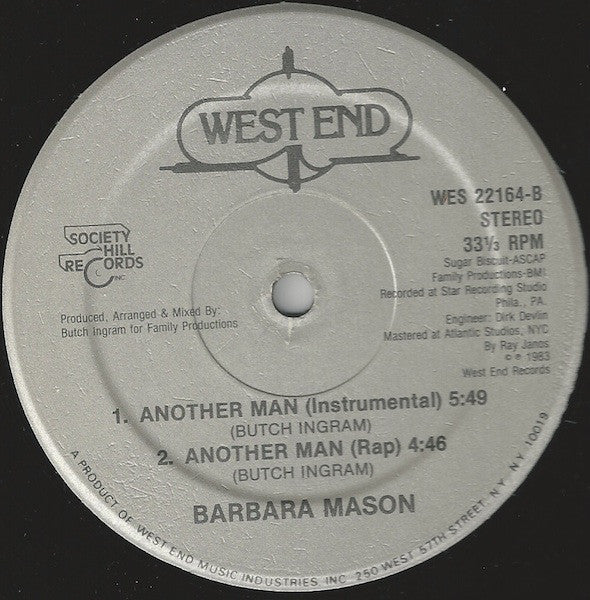 WEST END
WES 22164-B
STEREO
33⅓ RPM
Sugar Biscuit-ASCAP
Family Productions-BMI
Recorded at Star Recording Studio
Phila., PA.
Engineer: Dirk Devlin
Mastered at Atlantic Studios, NYC
By Ray Janos
© ℗ 1983
West End Records
SOCIETY
HILL
RECORDS
INC
Produced, Arranged & Mixed By:
Butch Ingram for Family Productions
1. ANOTHER MAN (Instrumental) 5:49
(BUTCH INGRAM)
2. ANOTHER MAN (Rap) 4:46
(BUTCH INGRAM)
BARBARA MASON
A PRODUCT OF WEST END MUSIC INDUSTRIES INC. 250 WEST 57TH STREET, NY, NY 10019